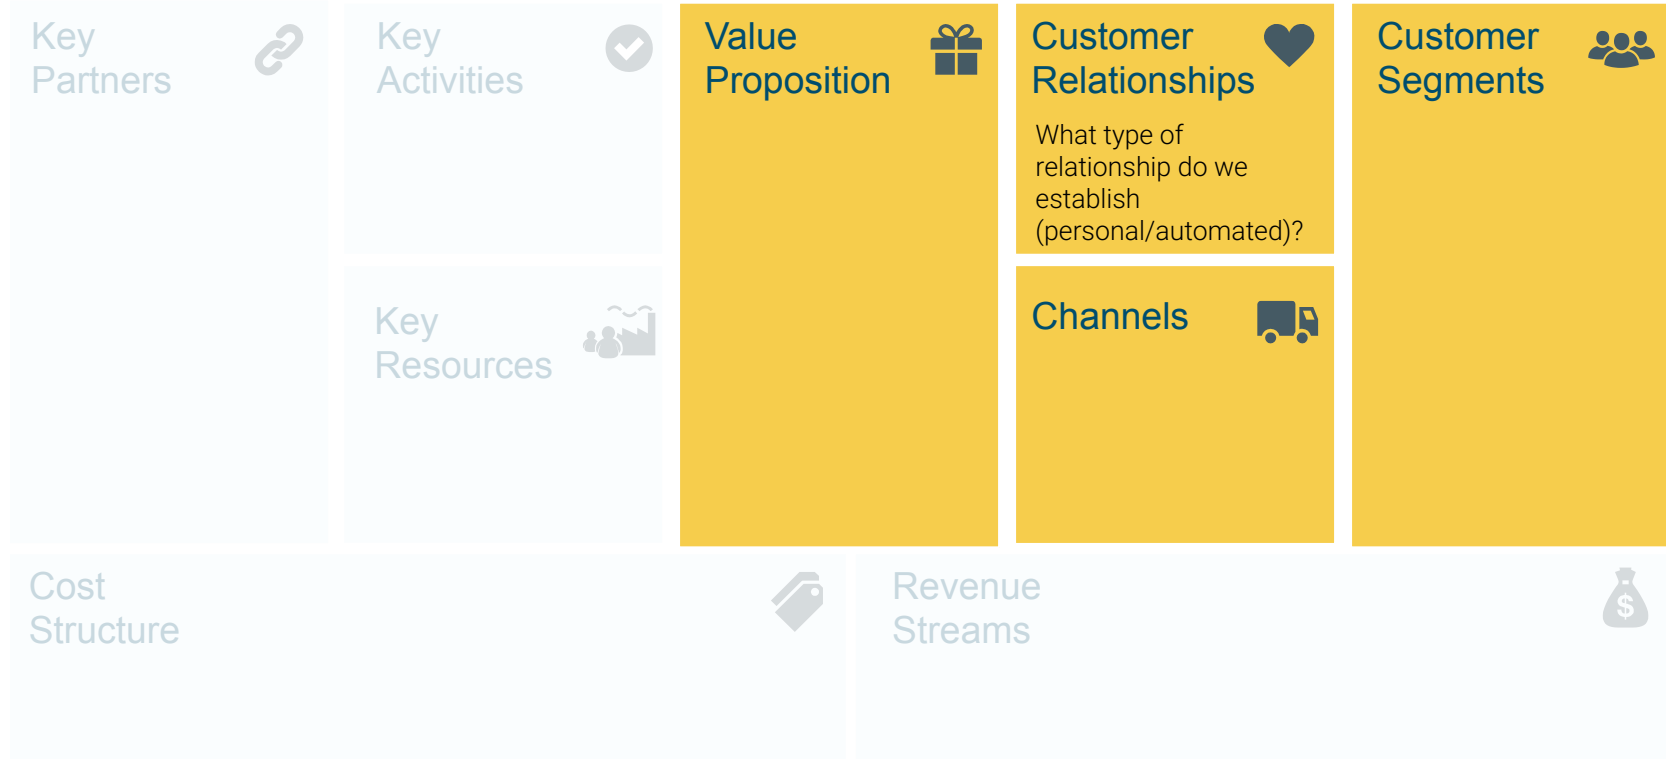 Key
Partners
Key
Activities
Key
Resources
Value
Proposition
Customer
Relationships
What type of
relationship do we
establish
(personal/automated)?
Channels
Customer
Segments
Cost
Structure
Revenue
Streams
$